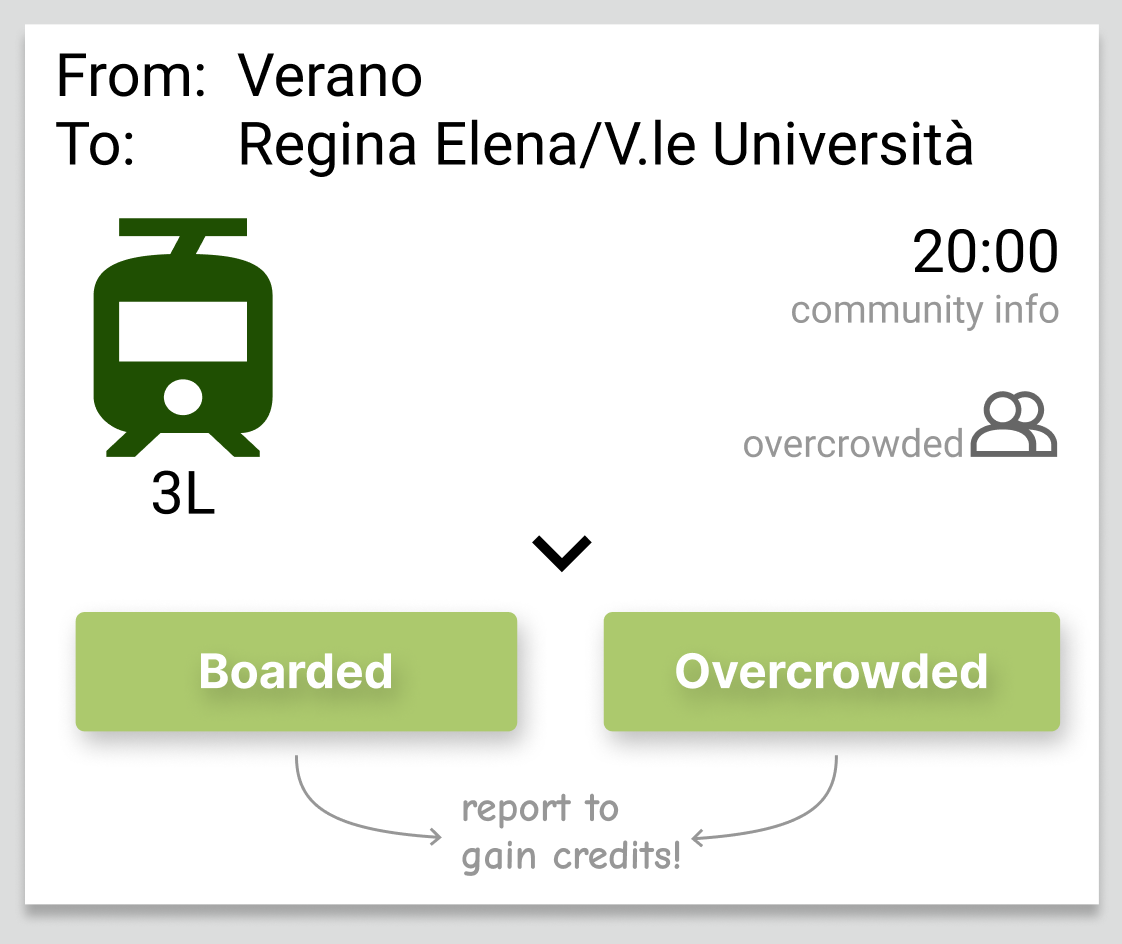 From: Verano
To: Regina Elena/V.le Università
20:00
community info
overcrowded
3L
Boarded
Overcrowded
report to
gain credits!